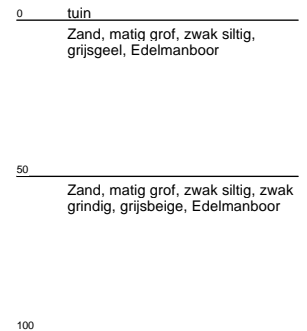 0 tuin
Zand, matig grof, zwak siltig,
grijsgeel, Edelmanboor
50
Zand, matig grof, zwak siltig, zwak
grindig, grijsbeige, Edelmanboor
100